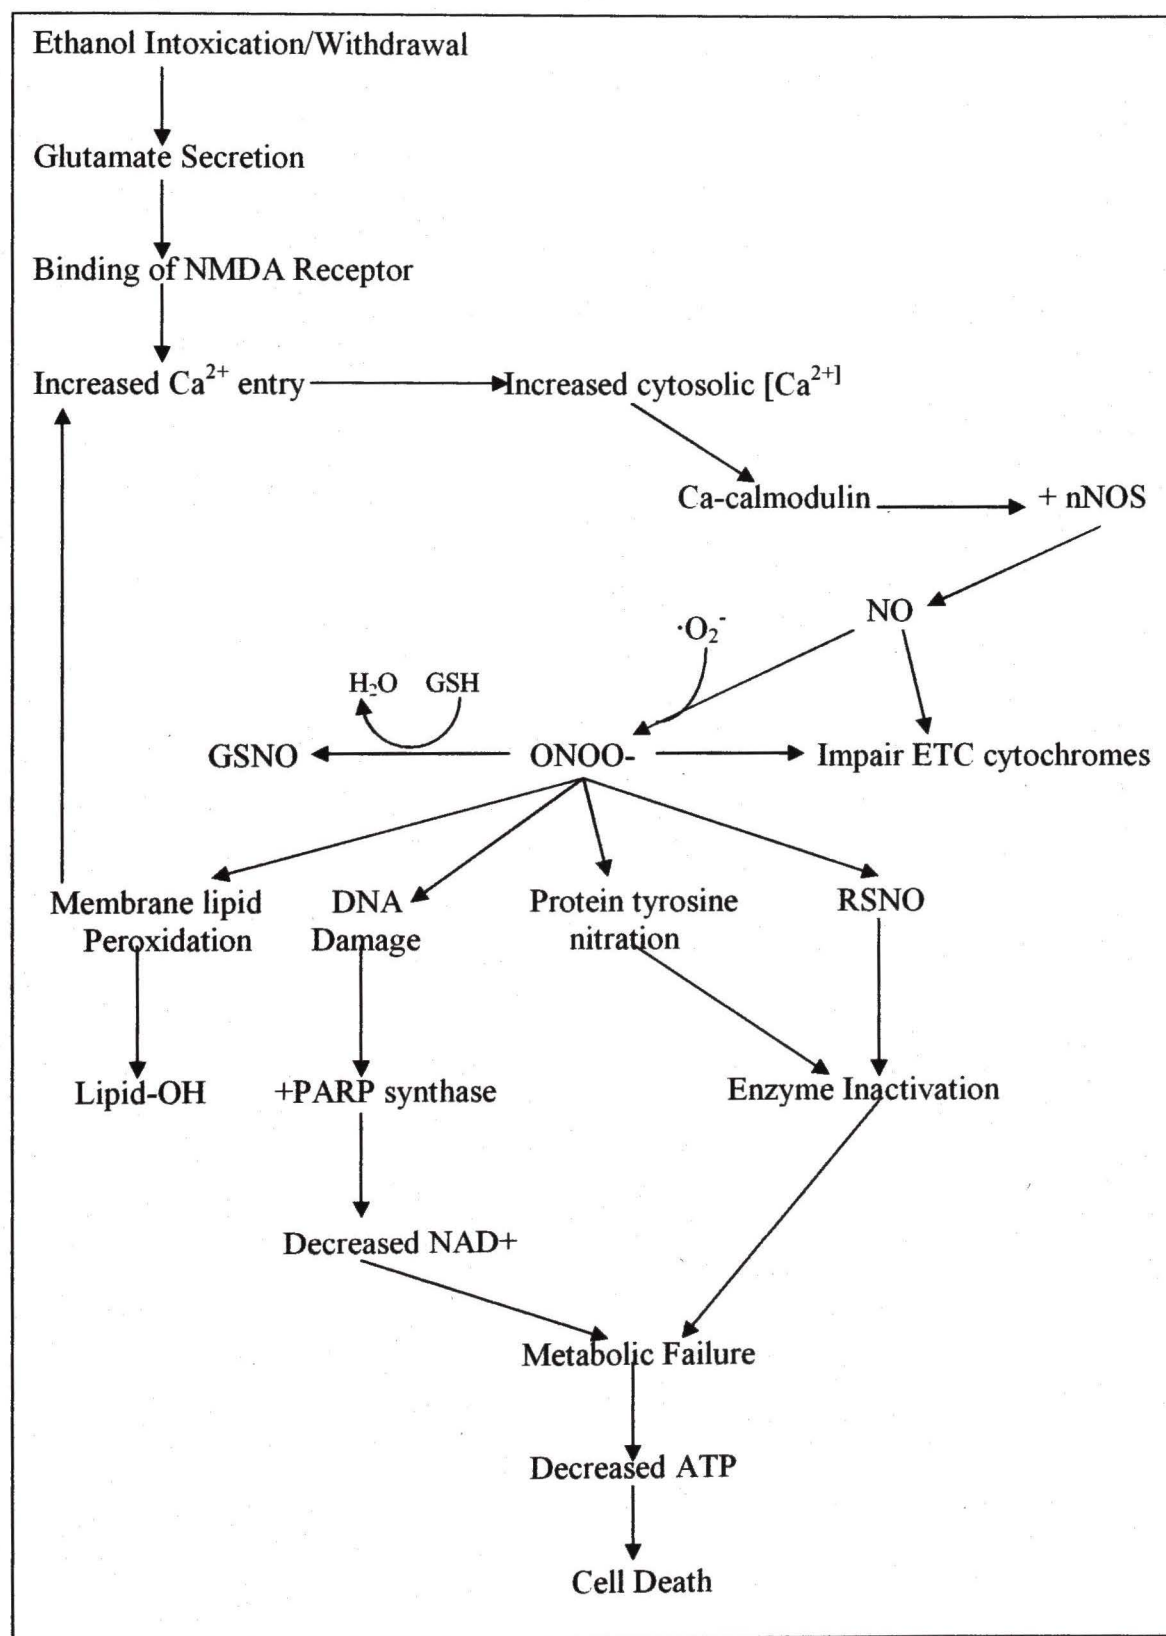 Ethanol Intoxication/Withdrawal
Glutamate Secretion
Binding of NMDA Receptor
Increased Ca²⁺ entry
Increased cytosolic [Ca²⁺]
Ca-calmodulin
+ nNOS
NO
·O₂⁻
H₂O GSH
GSNO
ONOO-
Impair ETC cytochromes
Membrane lipid
Peroxidation
DNA
Damage
Protein tyrosine
nitration
RSNO
Lipid-OH
+PARP synthase
Enzyme Inactivation
Decreased NAD+
Metabolic Failure
Decreased ATP
Cell Death